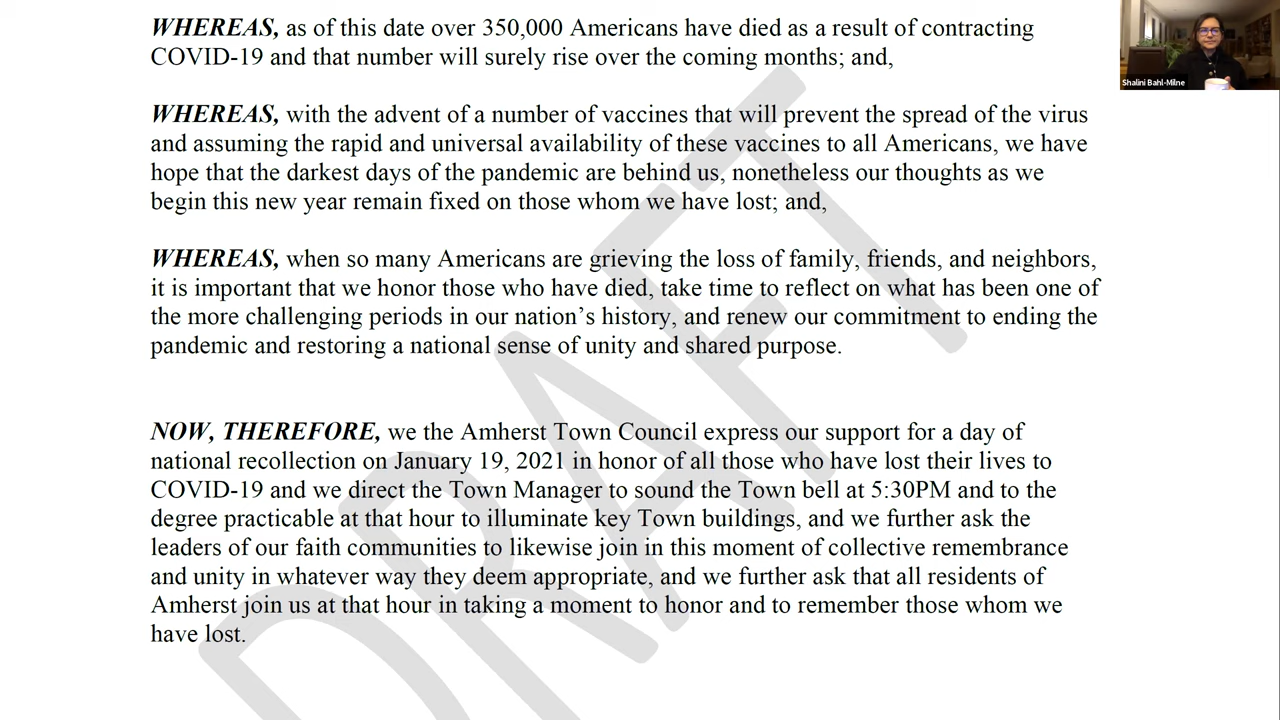 WHEREAS, as of this date over 350,000 Americans have died as a result of contracting
COVID-19 and that number will surely rise over the coming months; and,
WHEREAS, with the advent of a number of vaccines that will prevent the spread of the virus
and assuming the rapid and universal availability of these vaccines to all Americans, we have
hope that the darkest days of the pandemic are behind us, nonetheless our thoughts as we
begin this new year remain fixed on those whom we have lost; and,
WHEREAS, when so many Americans are grieving the loss of family, friends, and neighbors,
it is important that we honor those who have died, take time to reflect on what has been one of
the more challenging periods in our nation’s history, and renew our commitment to ending the
pandemic and restoring a national sense of unity and shared purpose.
NOW, THEREFORE, we the Amherst Town Council express our support for a day of
national recollection on January 19, 2021 in honor of all those who have lost their lives to
COVID-19 and we direct the Town Manager to sound the Town bell at 5:30PM and to the
degree practicable at that hour to illuminate key Town buildings, and we further ask the
leaders of our faith communities to likewise join in this moment of collective remembrance
and unity in whatever way they deem appropriate, and we further ask that all residents of
Amherst join us at that hour in taking a moment to honor and to remember those whom we
have lost.
DRAFT
Shalini Bahl-Milne